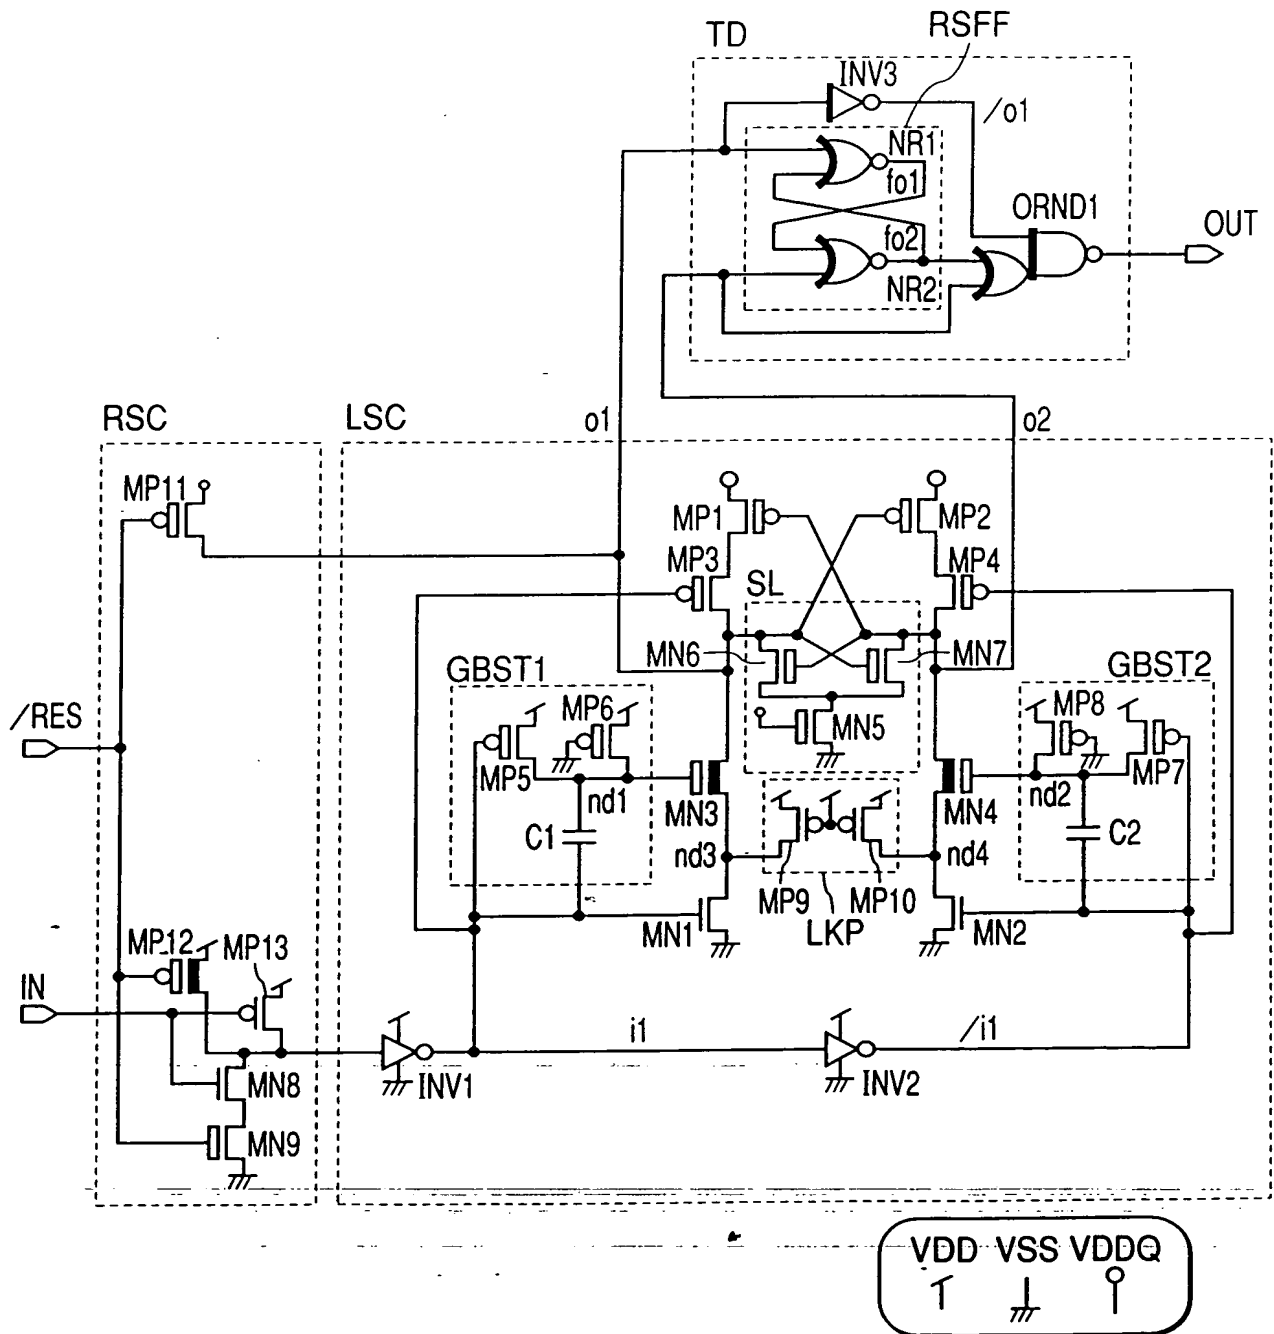 RSFF
TD
INV3
/o1
NR1
fo1
ORND1
OUT
fo2
NR2
RSC
LSC
o1
o2
MP11
MP1
MP2
MP3
MP4
SL
MN6
MN7
GBST1
GBST2
/RES
MP6
MP8
MN5
MP5
MP7
nd1
MN3
MN4
nd2
C1
C2
nd3
nd4
MP9
MP10
MN1
LKP
MN2
MP12
MP13
IN
i1
/i1
MN8
INV1
INV2
MN9
VDD VSS VDDQ